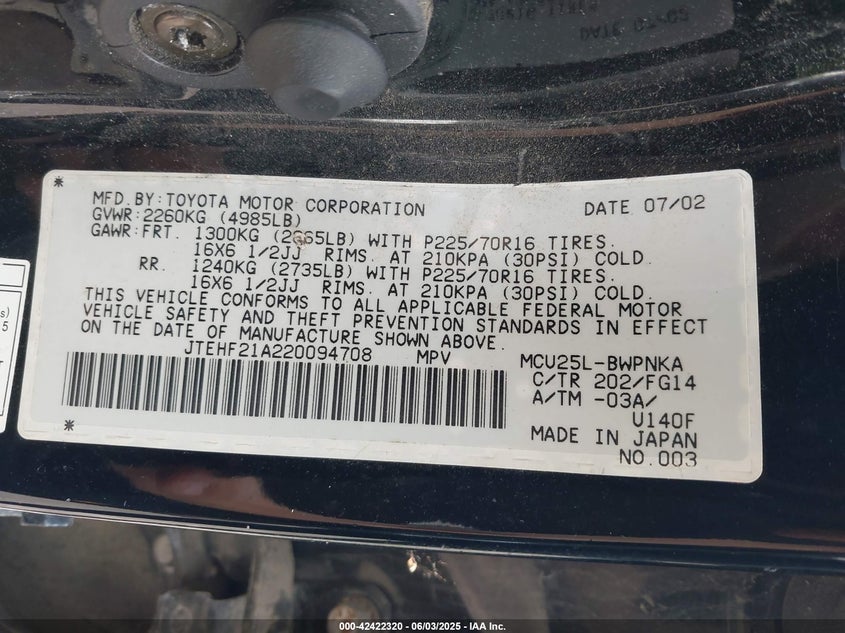 DATE 07-05
MFD. BY: TOYOTA MOTOR CORPORATION DATE 07/02
GVWR: 2260KG (4985LB)
GAWR: FRT. 1300KG (2865LB) WITH P225/70R16 TIRES.
16X6 1/2JJ RIMS. AT 210KPA (30PSI) COLD.
RR. 1240KG (2735LB) WITH P225/70R16 TIRES.
16X6 1/2JJ RIMS. AT 210KPA (30PSI) COLD.
THIS VEHICLE CONFORMS TO ALL APPLICABLE FEDERAL MOTOR
VEHICLE SAFETY AND THEFT PREVENTION STANDARDS IN EFFECT
ON THE DATE OF MANUFACTURE SHOWN ABOVE.
JTEHF21A220094708 MPV MCU25L-BWPNKA
C/TR 202/FG14
A/TM -03A/
U140F
MADE IN JAPAN
NO.003
000-42422320 - 06/03/2025 - IAA Inc.